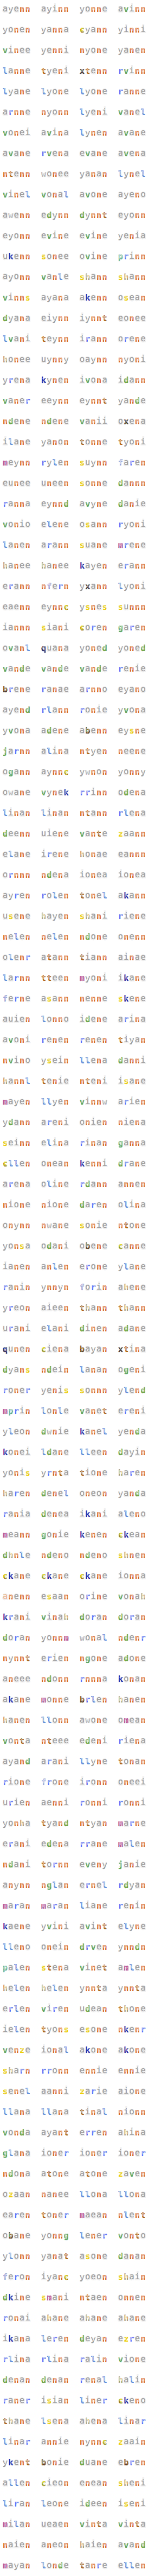 ayenn ayinn yonne avinn
yonen yanna cyann yinni
vinee yenni nyone yanen
lanne tyeni xtenn rvinn
lyane lyone lyone ranne
arnne nyonn lyeni vanel
vonei avina lynen avane
avane rvena evane avena
ntenn wonee yanan lynel
vinel vonal avone ayeno
awenn edynn dynnt eyonn
eyonn evine evine yenia
ukenn sonee ovine prinn
ayonn vanle shann shann
vinns ayana akenn osean
dyana eiynn iynnt eonee
lvani teynn irann orene
honee uynny oaynn nyoni
yrena kynen ivona idann
vaner eeynn eynnt yande
ndene ndene vanii oxena
ilane yanon tonne tyoni
meynn rylen suynn faren
eunee uneen sonne dannn
ranna eynnd avyne danie
vonio elene osann ryoni
lanen arann suane mrene
hanee hanee kayen erann
erann nfern yxann lyoni
eaenn eynnc ysnes sunnn
iannn siani coren garen
ovanl quana yoned yoned
vande vande vande renie
brene ranae arnno eyano
ayend rlann ronie yvona
yvona adene abenn eysne
jarnn alina ntyen neene
ogann aynnc ywnon yonny
owane vynek rrinn odena
linan linan ntann rlena
deenn uiene vante zaann
elane irene honae eannn
ornnn ndena ionea onea
ayren rolen tonel akann
usene hayen shani riene
nelen nelen ndone onenn
olenr atann tiann ainae
larnn tteen myoni ikane
ferne asann nenne skene
auien lonno idene arina
avoni renen renen tiyan
nvino ysein llena danni
hannl tenie nteni isane
mayen llyen vinnw arien
ydann areni onien niena
seinn elina rinan ganna
cllen onean kenni drane
arena oline rdann annen
nione nione daren olina
onynn nwane sonie ntone
yonsa odani obene canne
ianen anlen erone ylane
ranin ynnyn forin ahene
yreon aieen thann thann
urani elani dinen adane
qunen ciena bayan xtina
dyans ndein lanan ogeni
roner yenis sonnn ylend
mprin lonle vanet ereni
yleon dwnie kanel yenda
konei ldane lleen dayin
yonis yrnta tione haren
haren denel oneon yanda
rania denea ikani aleno
meann gonie kenen ckean
dhnle ndeno ndeno shnen
ckane ckane ckane ionna
anenn esaan orine vonah
krani vinah doran doran
doran yonnm wonal ndenr
nynnt erien ngone adone
aneee ndonn rnnna konan
akane monne brlen hanen
hanen llonn awone omean
vonta nteee edeni riena
ayand arani llyne tonan
rione frone ironn oneei
urien aenni ronni ronni
yonha tyand ntyan marne
erani edena rrane malen
ndani tornn eveny janie
anynn nglan ernel rdyan
maran maran liane renin
kaene yvini avint elyne
lleno onein drven ynndn
palen stena vinet amlen
helen helen ynnta ynnta
erlen viren udean thone
ielen tyons esone nkenr
venze ional akone akone
sharn rronn ennie ennie
senel aanni zarie aione
llana llana tinal nionn
vonda ayant erren ahina
glana ioner ioner ioner
ndona atone atone zaven
ozaan nanee llona llona
earen toner maean nlent
obane yonng lener vonto
ylonn yanat asone danan
feron iyanc yoeon shain
dkine smani ntaen onnen
ronai ahane ahane ahane
ikana leren deyan ezren
rlina rlina ralin vione
denan denan renal halin
raner isian liner ckeno
thane lsena ahena linar
linar annie nynnc zaain
ykent bonie duane ebren
allen cieon enean sheni
liran leone ideen iseni
milan ueaen vinta vinta
naien aneon haien avand
mayan londe tanre ellen